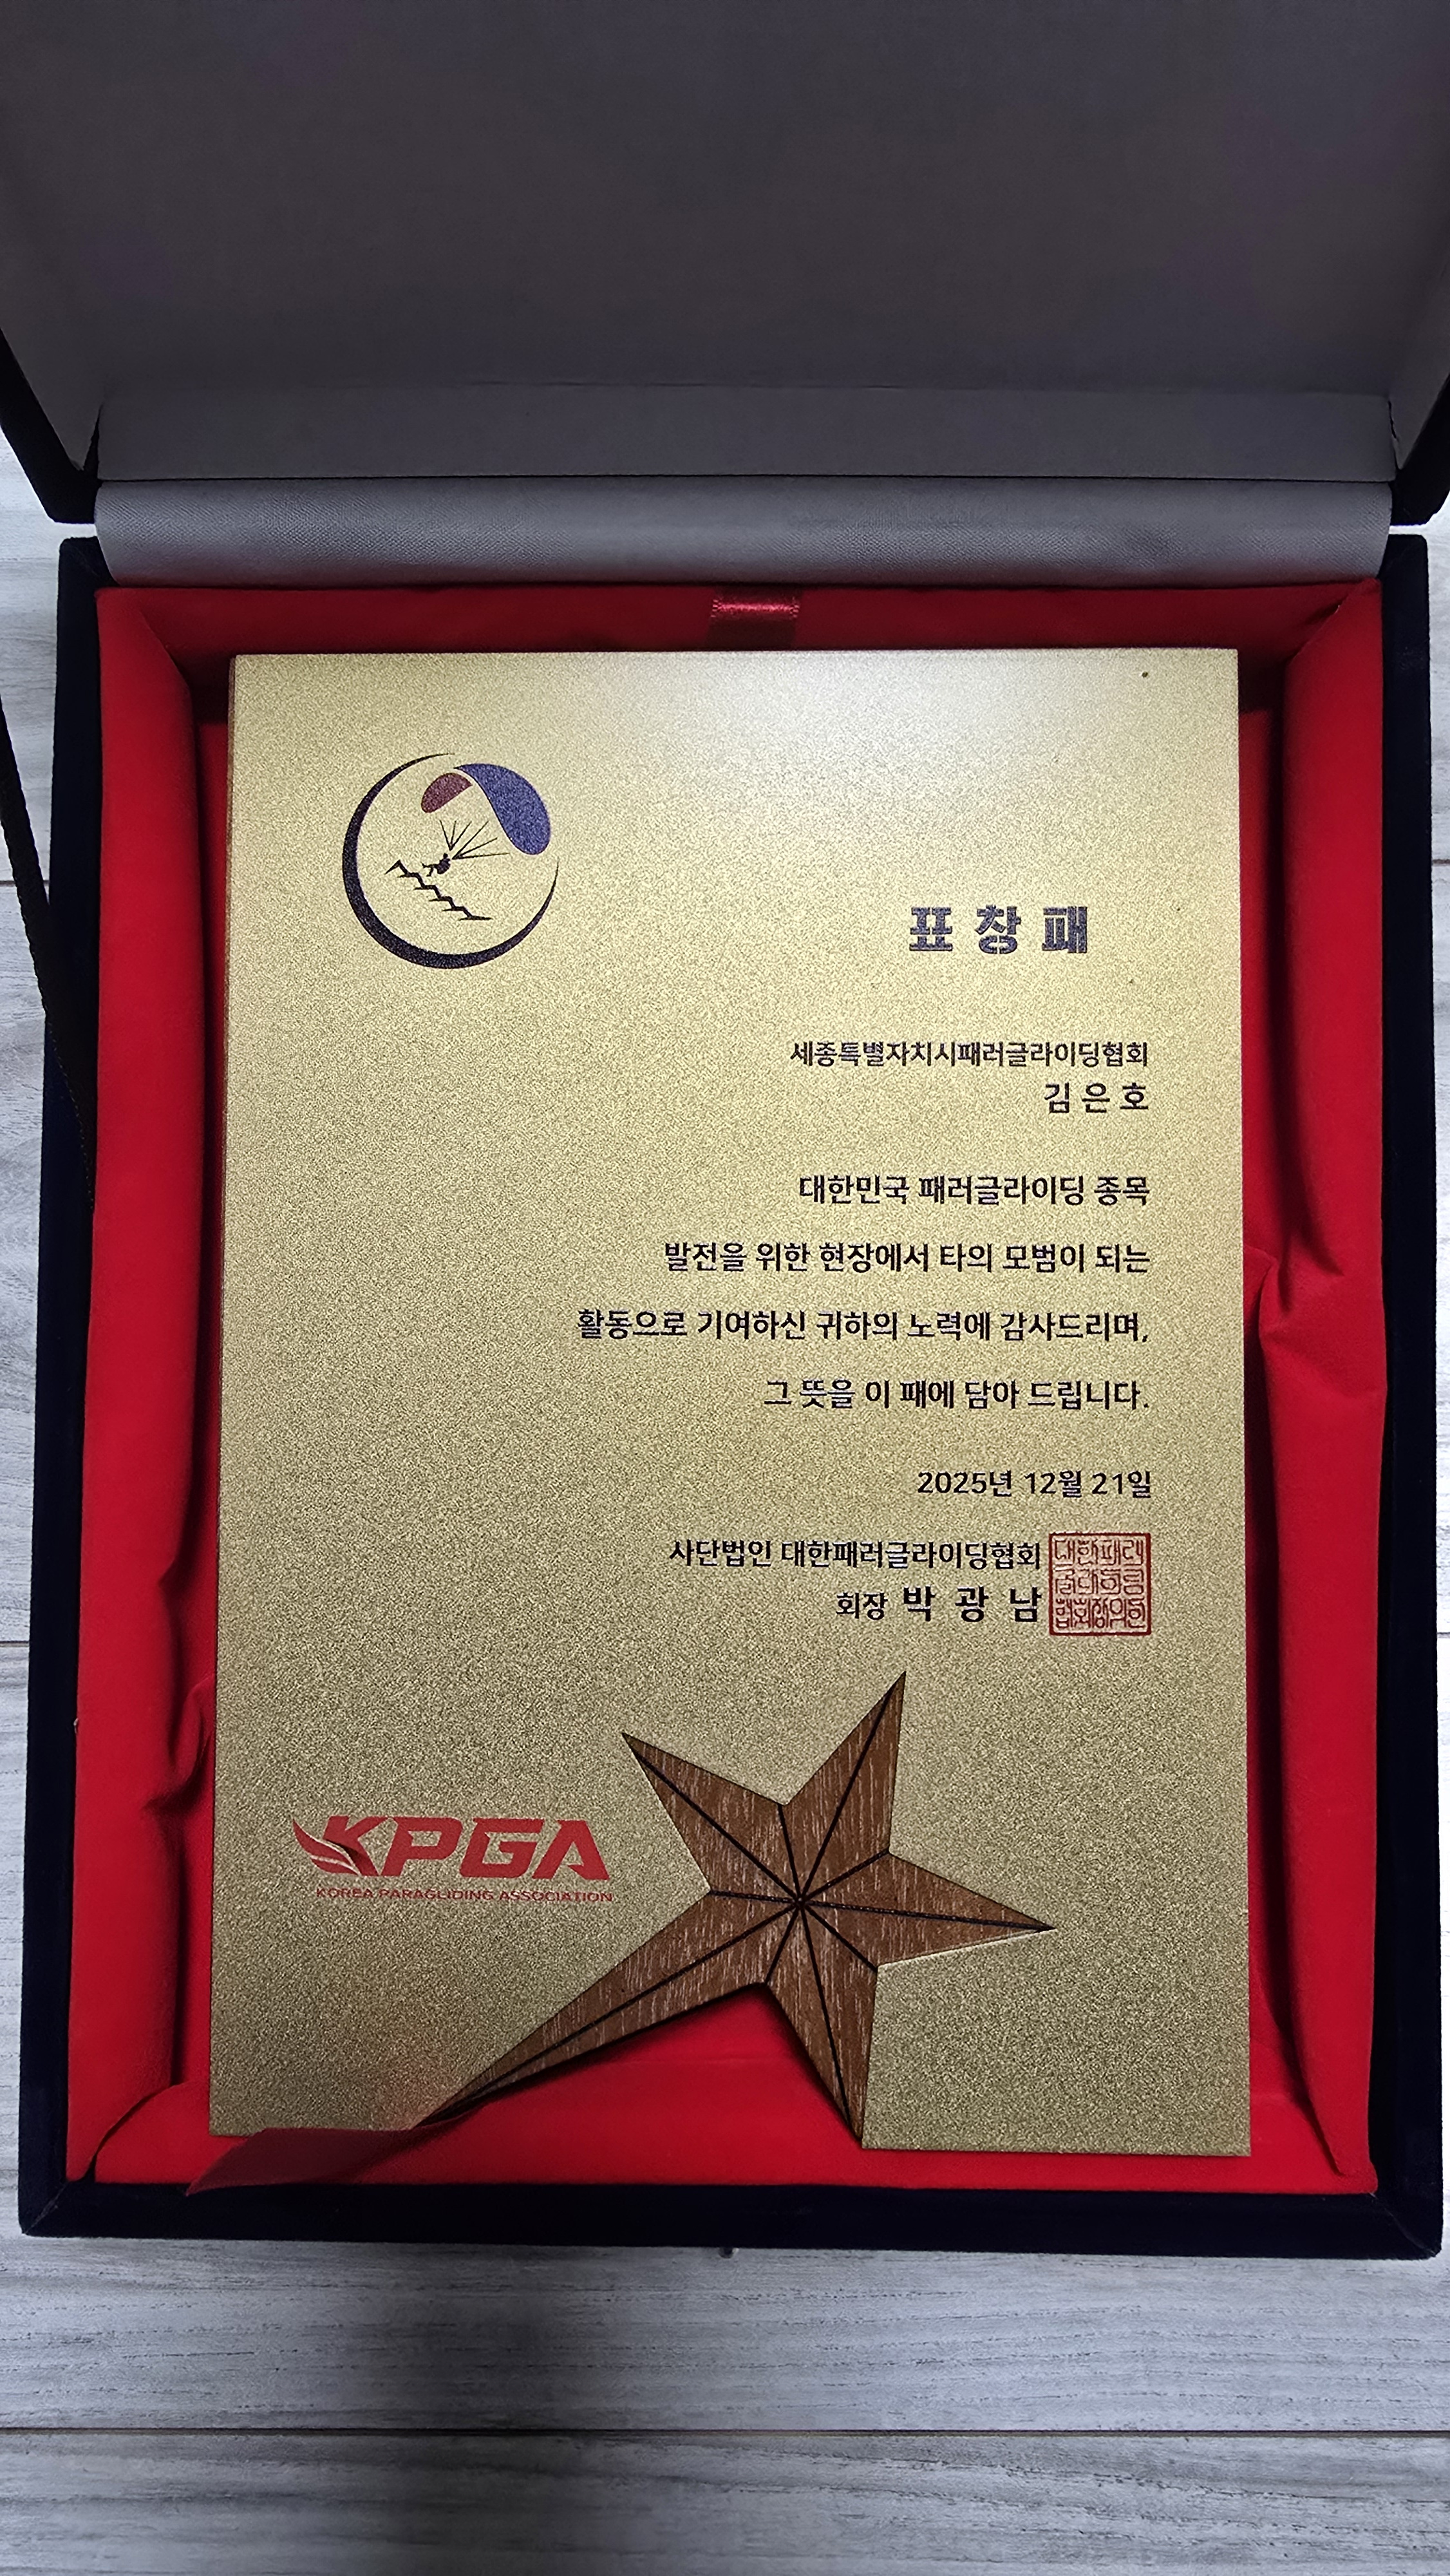 표창패
세종특별자치시패러글라이딩협회
김은호
대한민국 패러글라이딩 종목
발전을 위한 현장에서 타의 모범이 되는
활동으로 기여하신 귀하의 노력에 감사드리며,
그 뜻을 이 패에 담아 드립니다.
2025년 12월 21일
사단법인 대한패러글라이딩협회
회장 박 광 남
KPGA
KOREA PARAGLIDING ASSOCIATION